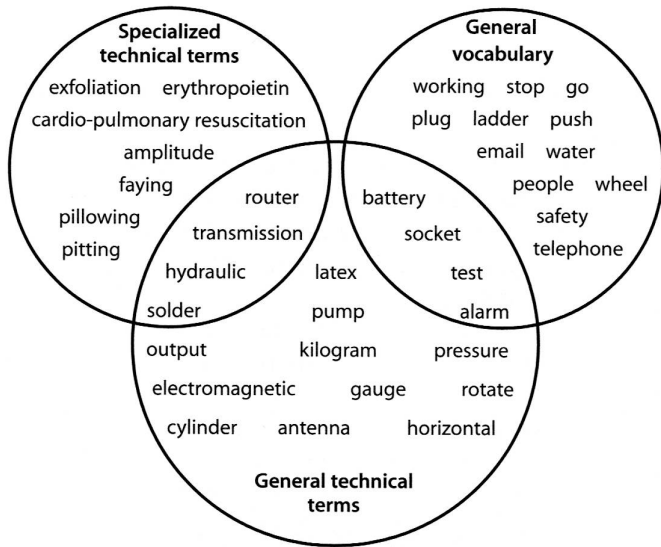 Specialized
technical terms
exfoliation erythropoietin
cardio-pulmonary resuscitation
amplitude
faying
pillowing
pitting
router
transmission
hydraulic
solder
General
vocabulary
working stop go
plug ladder push
email water
people wheel
safety
telephone
battery
socket
test
alarm
latex
pump
output kilogram pressure
electromagnetic gauge rotate
cylinder antenna horizontal
General technical
terms